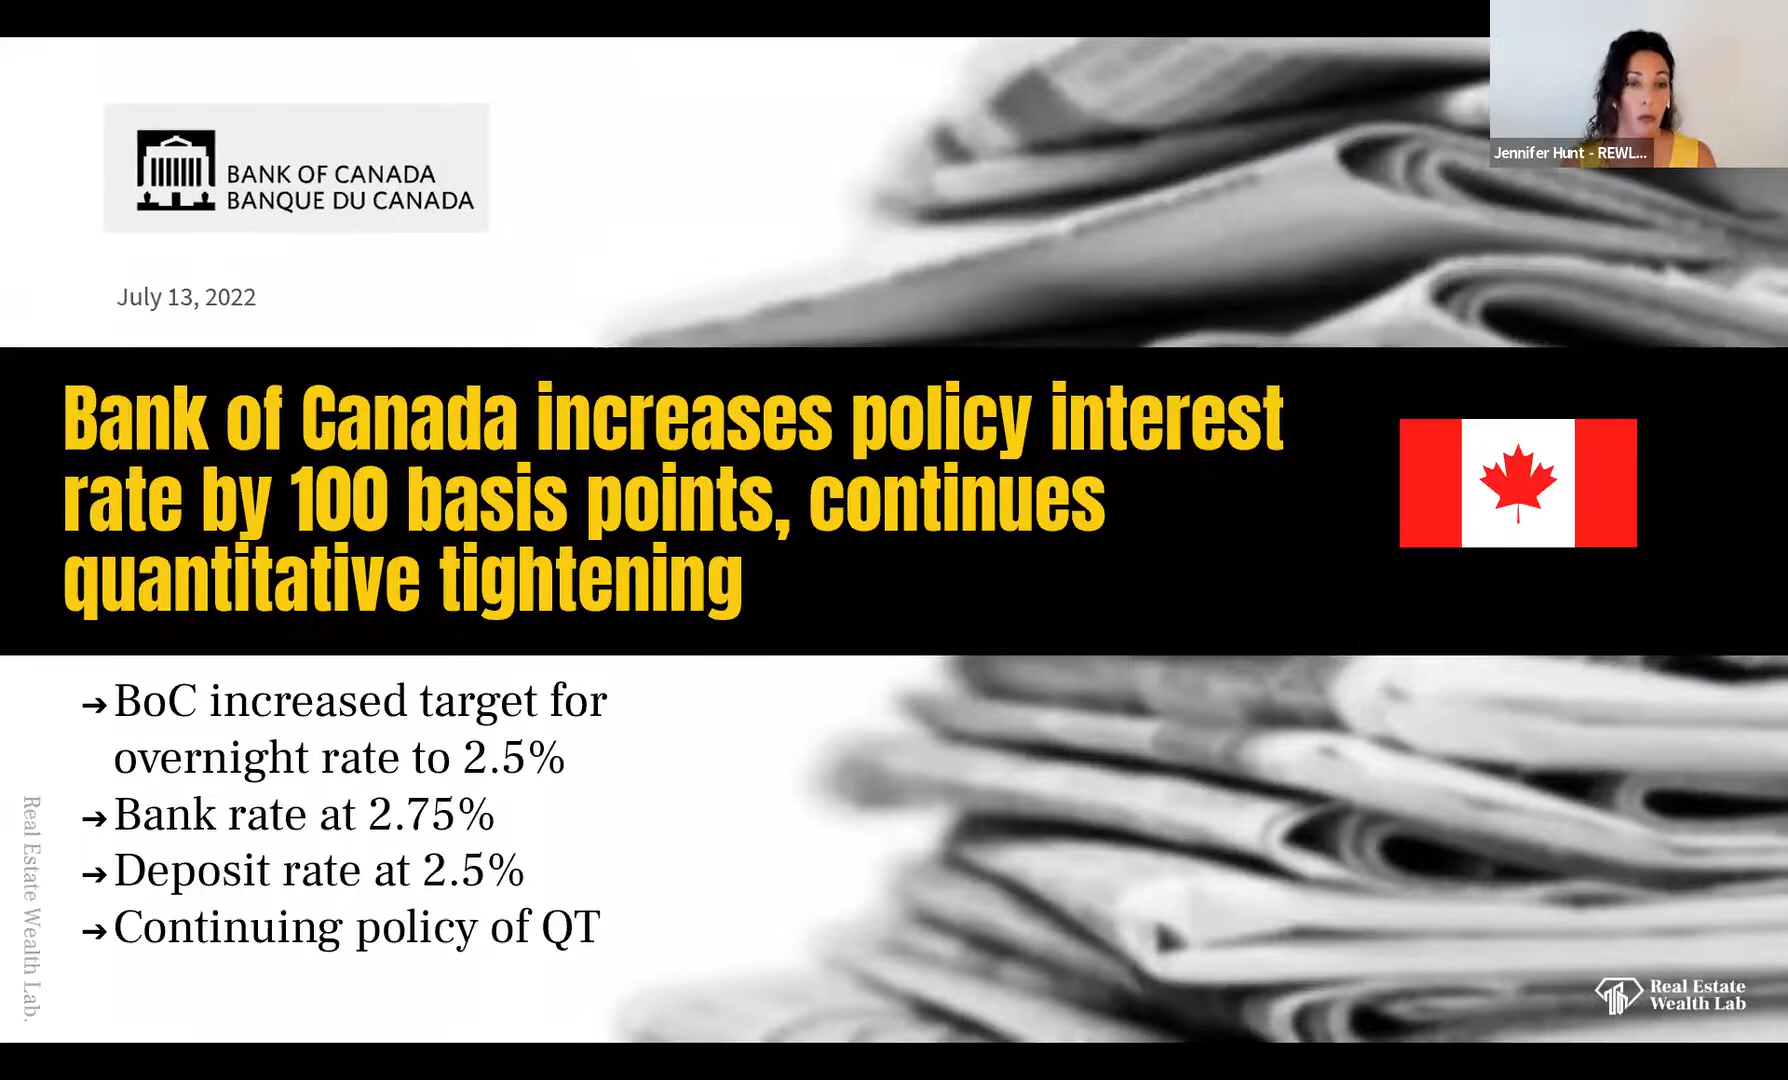 Jennifer Hunt - REWL...
BANK OF CANADA
BANQUE DU CANADA
July 13, 2022
Bank of Canada increases policy interest
rate by 100 basis points, continues
quantitative tightening
➔ BoC increased target for
overnight rate to 2.5%
➔ Bank rate at 2.75%
➔ Deposit rate at 2.5%
➔ Continuing policy of QT
Real Estate Wealth Lab.
Real Estate
Wealth Lab